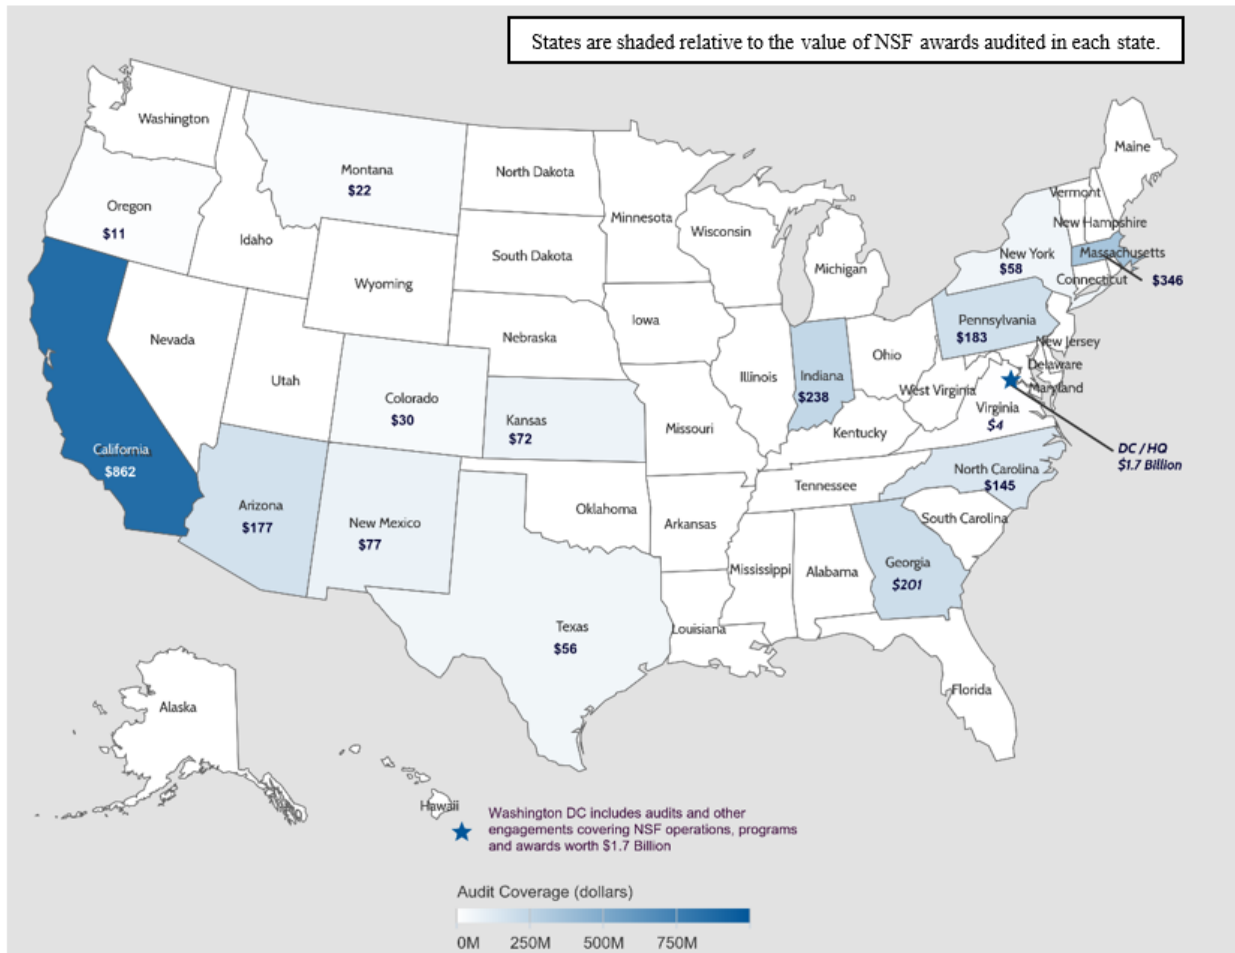 States are shaded relative to the value of NSF awards audited in each state.
Washington
Montana
$22
North Dakota
Minnesota
Maine
Vermont
New Hampshire
Oregon
$11
Idaho
Wyoming
South Dakota
Wisconsin
Michigan
New York
$58
Massachusetts
$346
Connecticut
Nevada
Utah
Colorado
$30
Nebraska
Iowa
Illinois
Indiana
$238
Ohio
Pennsylvania
$183
New Jersey
Delaware
Maryland
West Virginia
Virginia
$4
DC / HQ
$1.7 Billion
California
$862
Arizona
$177
New Mexico
$77
Kansas
$72
Missouri
Kentucky
Tennessee
North Carolina
$145
South Carolina
Oklahoma
Arkansas
Mississippi
Alabama
Georgia
$201
Texas
$56
Louisiana
Florida
Alaska
Hawaii
Washington DC includes audits and other
engagements covering NSF operations, programs
and awards worth $1.7 Billion
Audit Coverage (dollars)
0M 250M 500M 750M